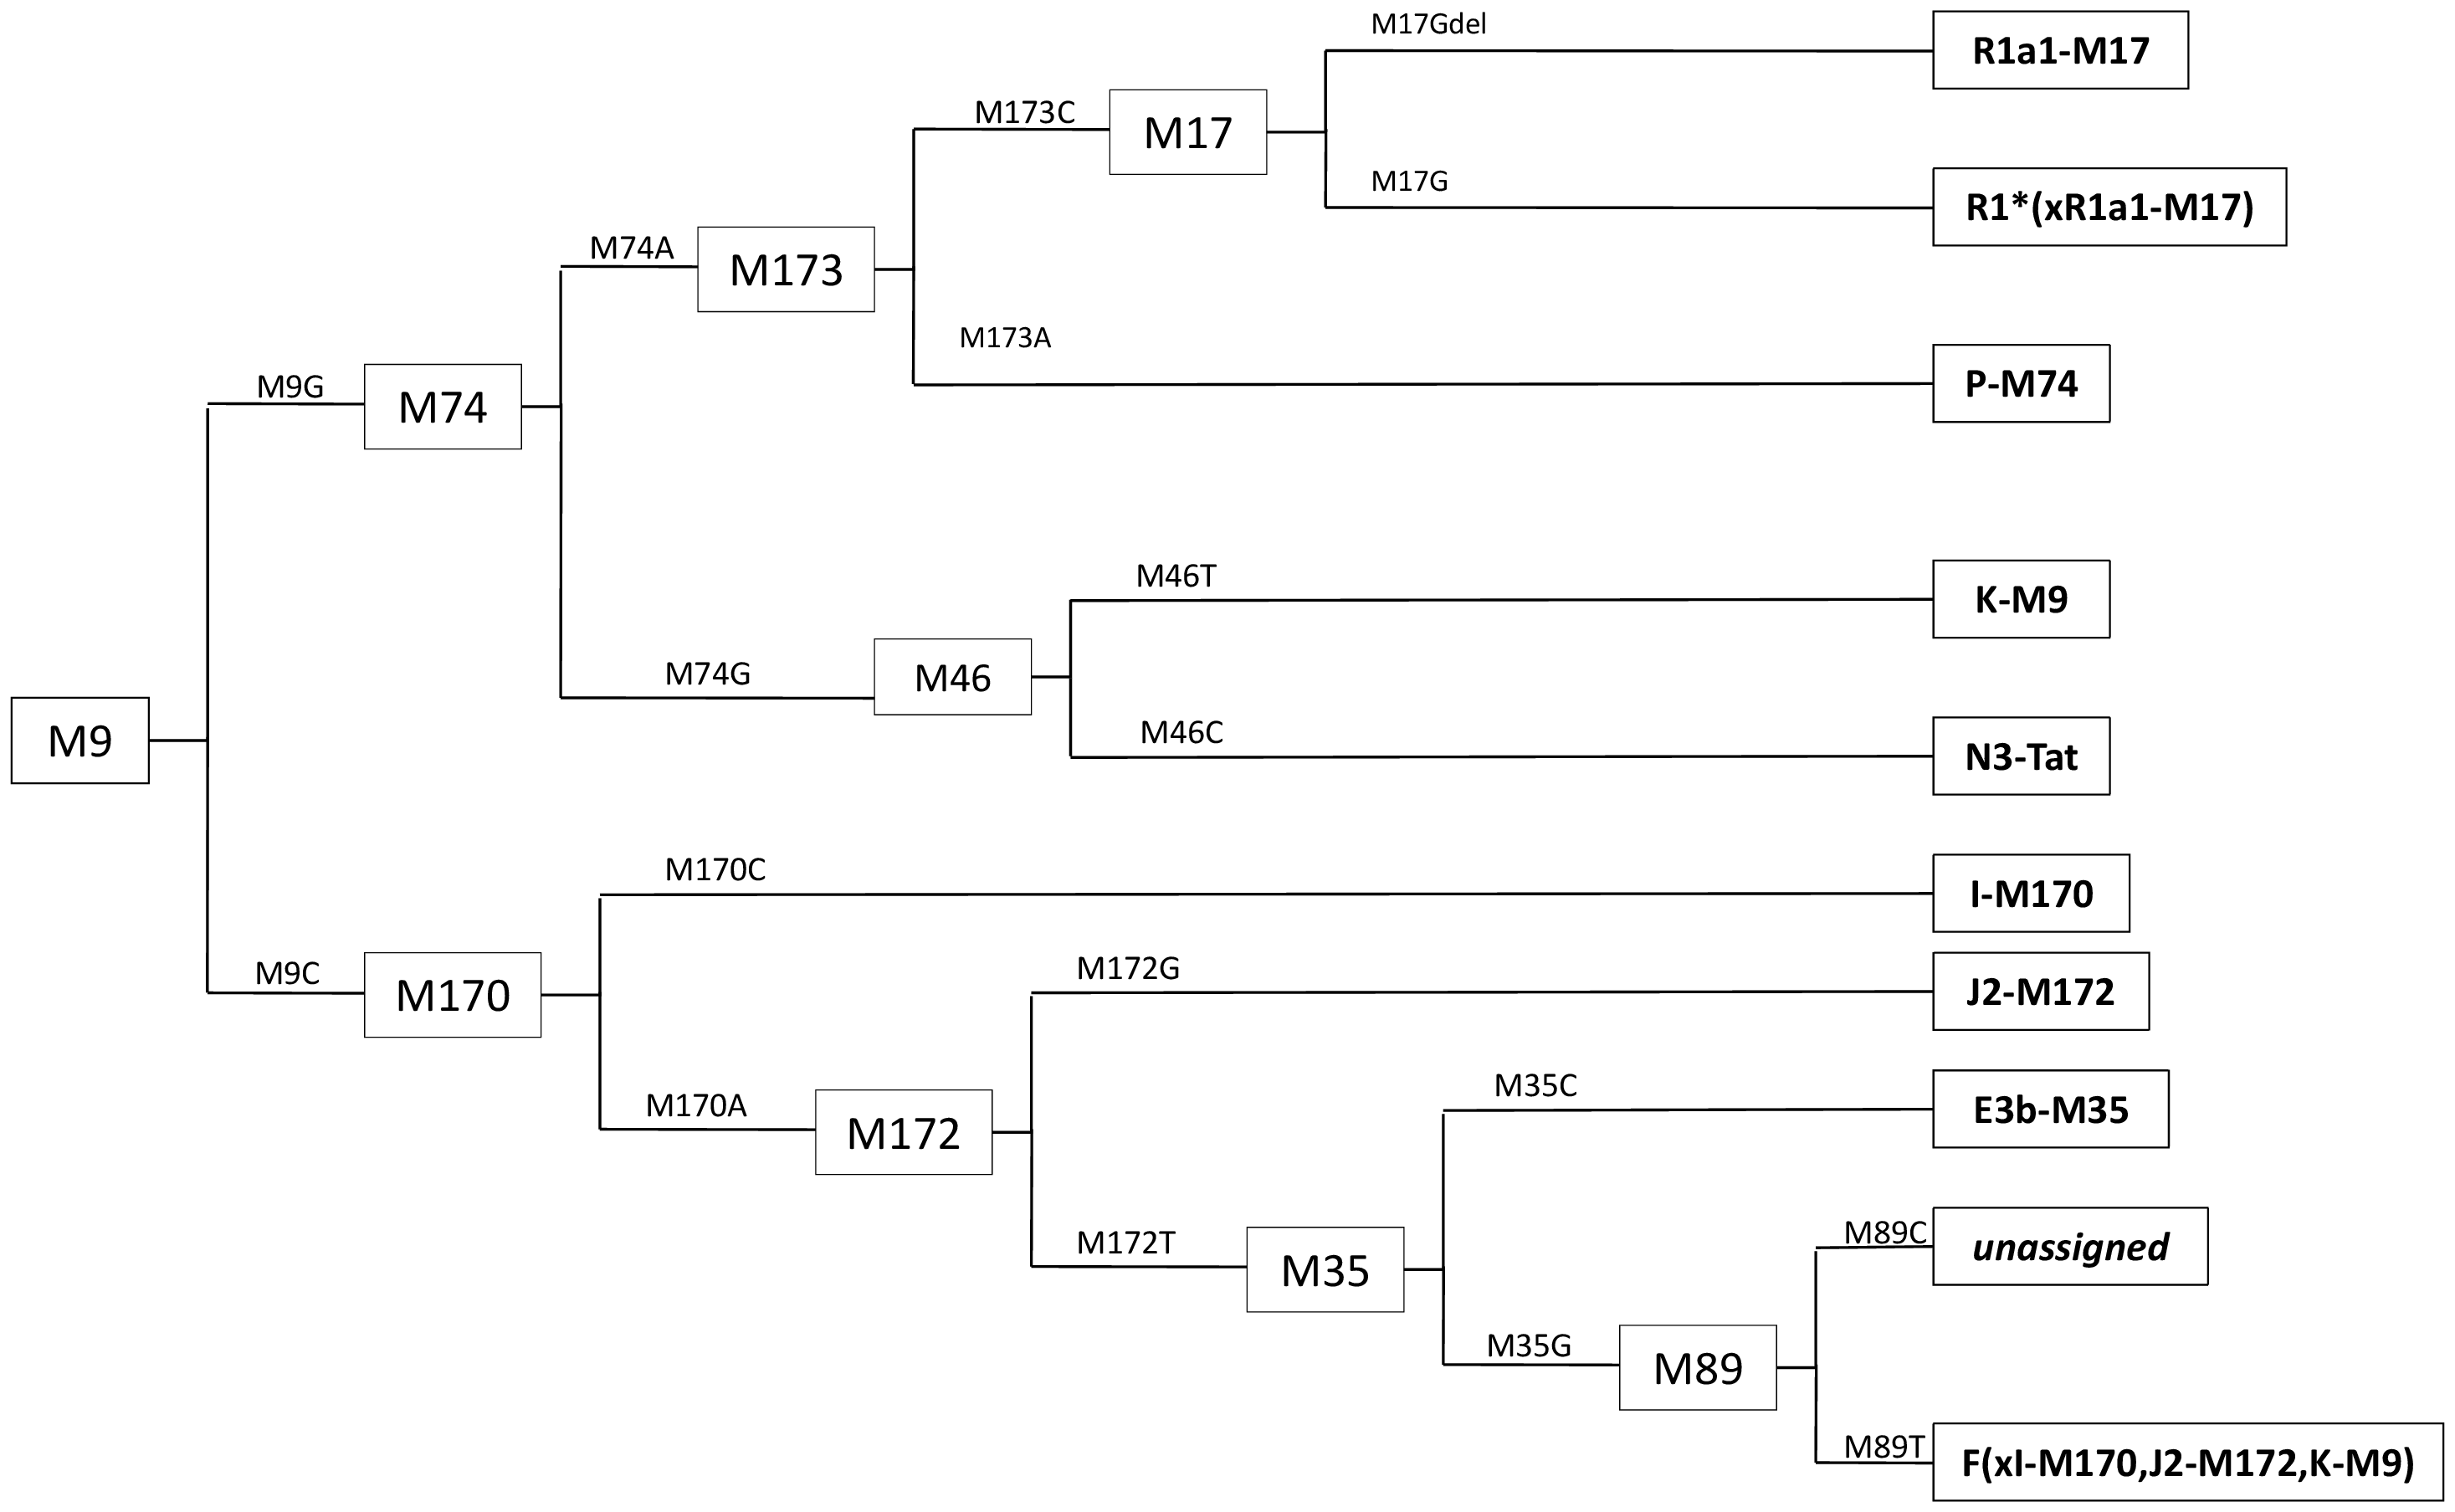 M17Gdel
R1a1-M17
M173C
M17
M17G
R1*(xR1a1-M17)
M74A
M173
M173A
P-M74
M9G
M74
M46T
K-M9
M74G
M46
M9
M46C
N3-Tat
M170C
I-M170
M9C
M170
M172G
J2-M172
M170A
M172
M35C
E3b-M35
M172T
M35
M89C
unassigned
M35G
M89
M89T
F(xI-M170,J2-M172,K-M9)